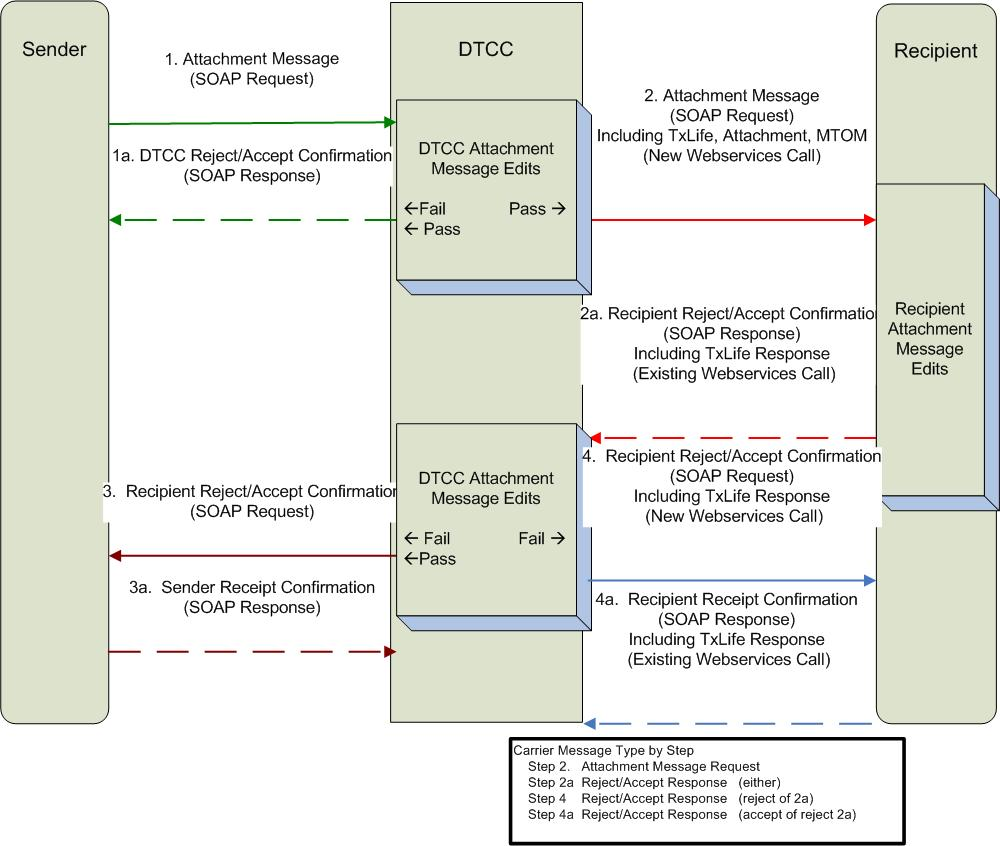 Sender
DTCC
Recipient
1. Attachment Message
(SOAP Request)
2. Attachment Message
(SOAP Request)
Including TxLife, Attachment, MTOM
(New Webservices Call)
1a. DTCC Reject/Accept Confirmation
(SOAP Response)
DTCC Attachment
Message Edits
←Fail Pass →
← Pass
2a. Recipient Reject/Accept Confirmation
(SOAP Response)
Including TxLife Response
(Existing Webservices Call)
Recipient
Attachment
Message
Edits
3. Recipient Reject/Accept Confirmation
(SOAP Request)
DTCC Attachment
Message Edits
← Fail Fail →
←Pass
4. Recipient Reject/Accept Confirmation
(SOAP Request)
Including TxLife Response
(New Webservices Call)
3a. Sender Receipt Confirmation
(SOAP Response)
4a. Recipient Receipt Confirmation
(SOAP Response)
Including TxLife Response
(Existing Webservices Call)
Carrier Message Type by Step
Step 2. Attachment Message Request
Step 2a Reject/Accept Response (either)
Step 4 Reject/Accept Response (reject of 2a)
Step 4a Reject/Accept Response (accept of reject 2a)